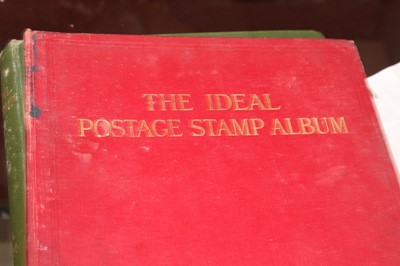 THE IDEAL
POSTAGE STAMP ALBUM